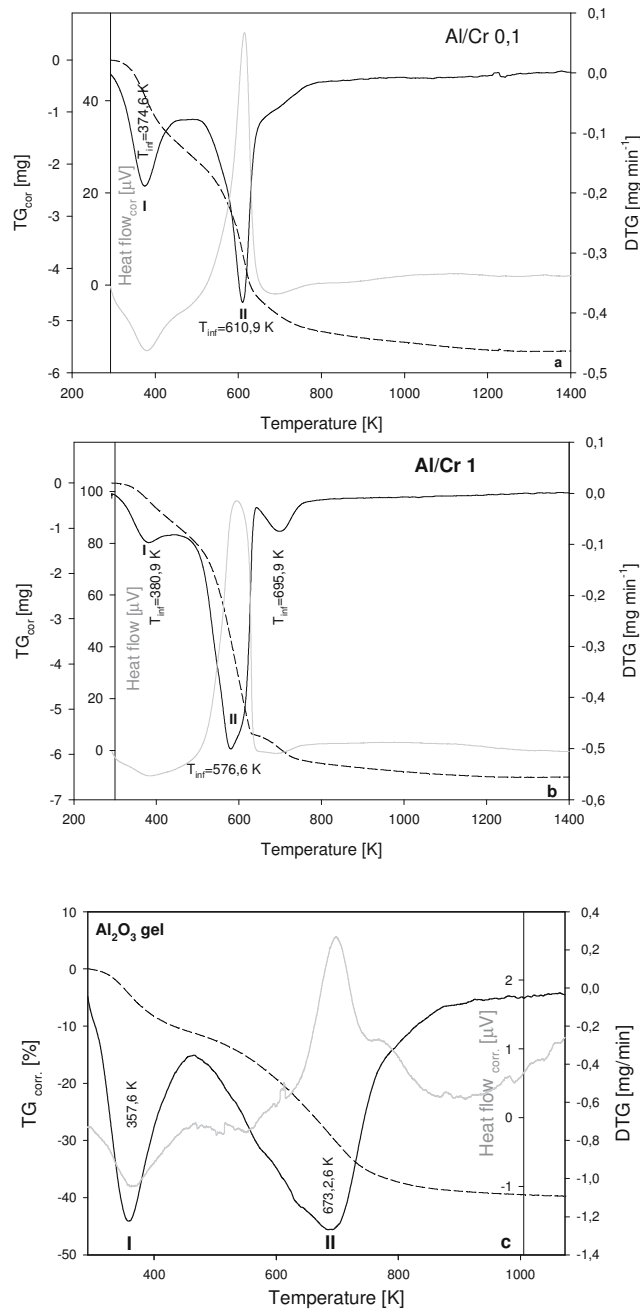 Al/Cr 0,1
0,1
0
0,0
40
-1
-0,1
T_inf=374,6 K
-2
20
-0,2
TG_cor [mg]
Heat flow_cor [µV]
DTG [mg min⁻¹]
I
-3
-0,3
0
-4
II
-0,4
T_inf=610,9 K
-5
a
-6
-0,5
200 400 600 800 1000 1200 1400
Temperature [K]
Al/Cr 1
0,1
0
100
0,0
-1
80
I
-0,1
-2
60
T_inf=380,9 K
T_inf=695,9 K
-0,2
TG_cor [mg]
Heat flow [µV]
DTG [mg min⁻¹]
-3
40
-0,3
-4
20
-0,4
-5
II
0
-0,5
-6
T_inf=576,6 K
b
-7
-0,6
200 400 600 800 1000 1200 1400
Temperature [K]
Al₂O₃ gel
10
0,4
0,2
0
2
0,0
-10
-0,2
TG corr. [%]
357,6 K
1
Heat flow corr. [µV]
-0,4
DTG [mg/min]
-20
-0,6
0
-30
-0,8
673,2,6 K
-1
-1,0
-40
-1,2
I
II
c
-50
-1,4
400 600 800 1000
Temperature [K]